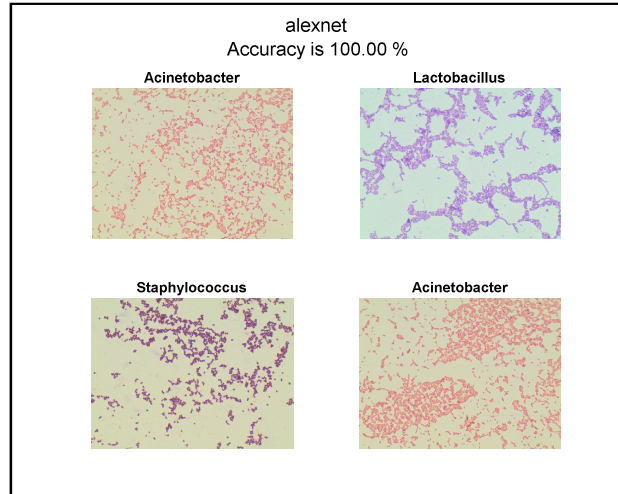 alexnet
Accuracy is 100.00 %
Acinetobacter
Lactobacillus
Staphylococcus
Acinetobacter